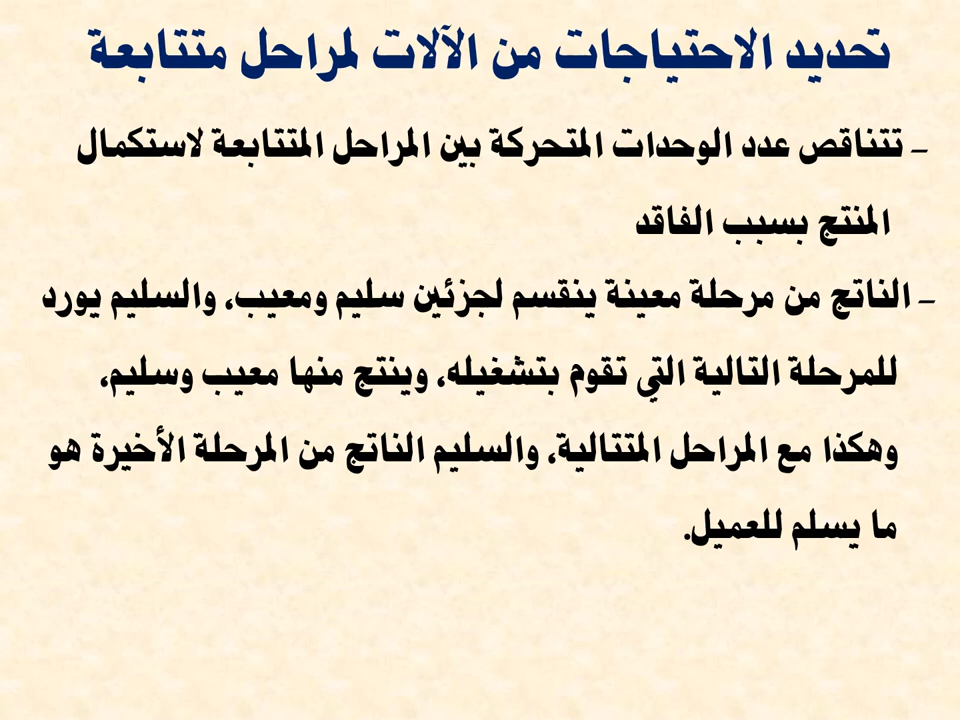 تحديد الاحتياجات من الآلات لمراحل متتابعة
- تتناقص عدد الوحدات المتحركة بين المراحل المتتابعة لاستكمال
المنتج بسبب الفاقد
- الناتج من مرحلة معينة ينقسم لجزئين سليم ومعيب، والسليم يورد
للمرحلة التالية التي تقوم بتشغيله، وينتج منها معيب وسليم،
وهكذا مع المراحل المتتالية، والسليم الناتج من المرحلة الأخيرة هو
ما يسلم للعميل.